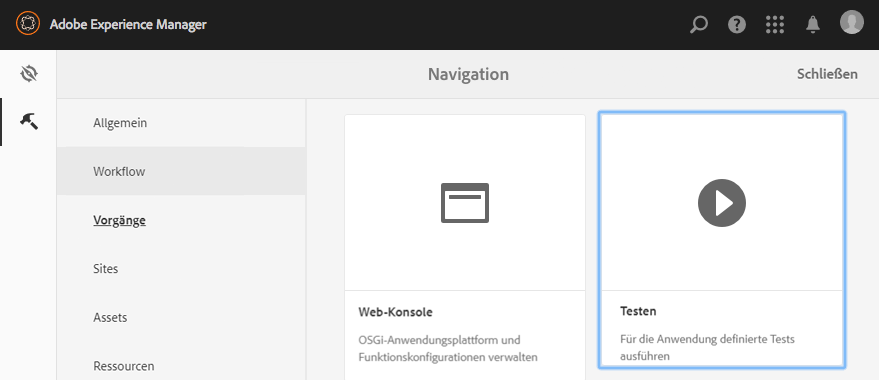 Adobe Experience Manager
Navigation
Schließen
Allgemein
Workflow
Vorgänge
Sites
Assets
Ressourcen
Web-Konsole
OSGi-Anwendungsplattform und
Funktionskonfigurationen verwalten
Testen
Für die Anwendung definierte Tests
ausführen